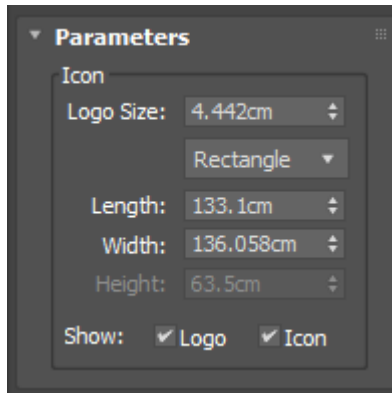 Parameters
Icon
Logo Size: 4.442cm
Rectangle
Length: 133.1cm
Width: 136.058cm
Height: 63.5cm
Show: Logo Icon